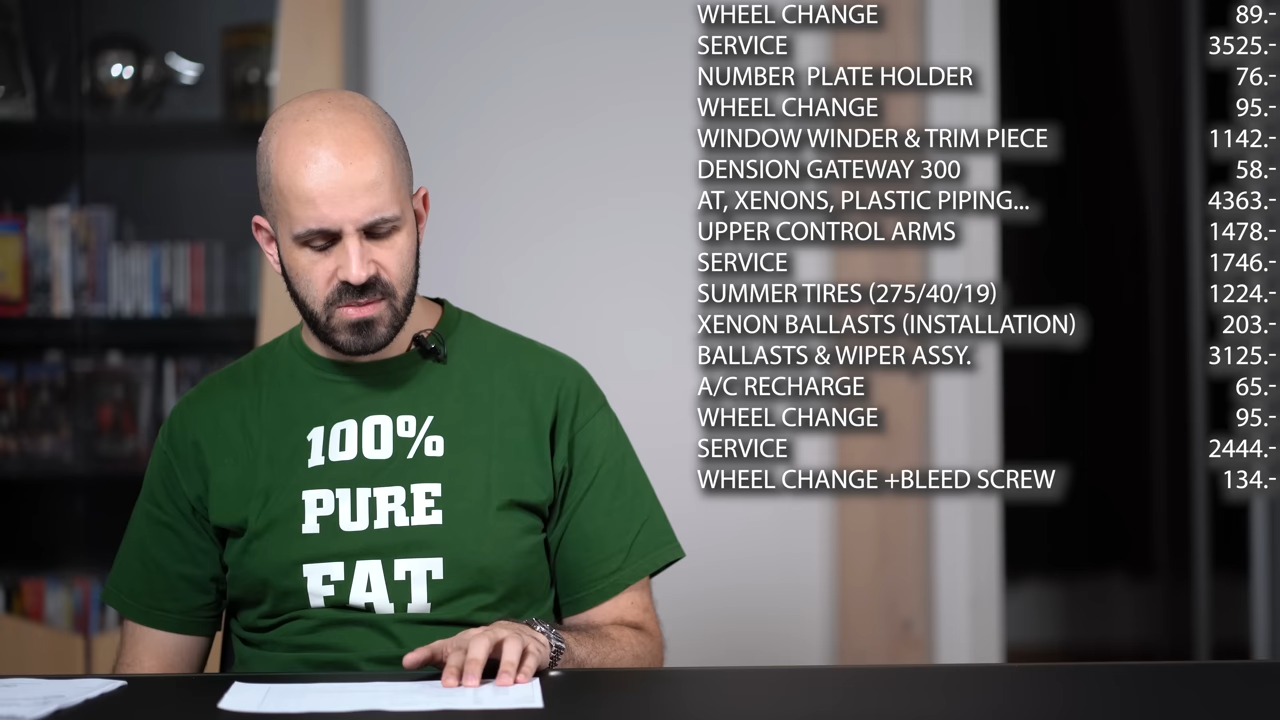 WHEEL CHANGE 89.-
SERVICE 3525.-
NUMBER PLATE HOLDER 76.-
WHEEL CHANGE 95.-
WINDOW WINDER & TRIM PIECE 1142.-
DENSION GATEWAY 300 58.-
AT, XENONS, PLASTIC PIPING... 4363.-
UPPER CONTROL ARMS 1478.-
SERVICE 1746.-
SUMMER TIRES (275/40/19) 1224.-
XENON BALLASTS (INSTALLATION) 203.-
BALLASTS & WIPER ASSY. 3125.-
A/C RECHARGE 65.-
WHEEL CHANGE 95.-
SERVICE 2444.-
WHEEL CHANGE +BLEED SCREW 134.-
100%
PURE
FAT